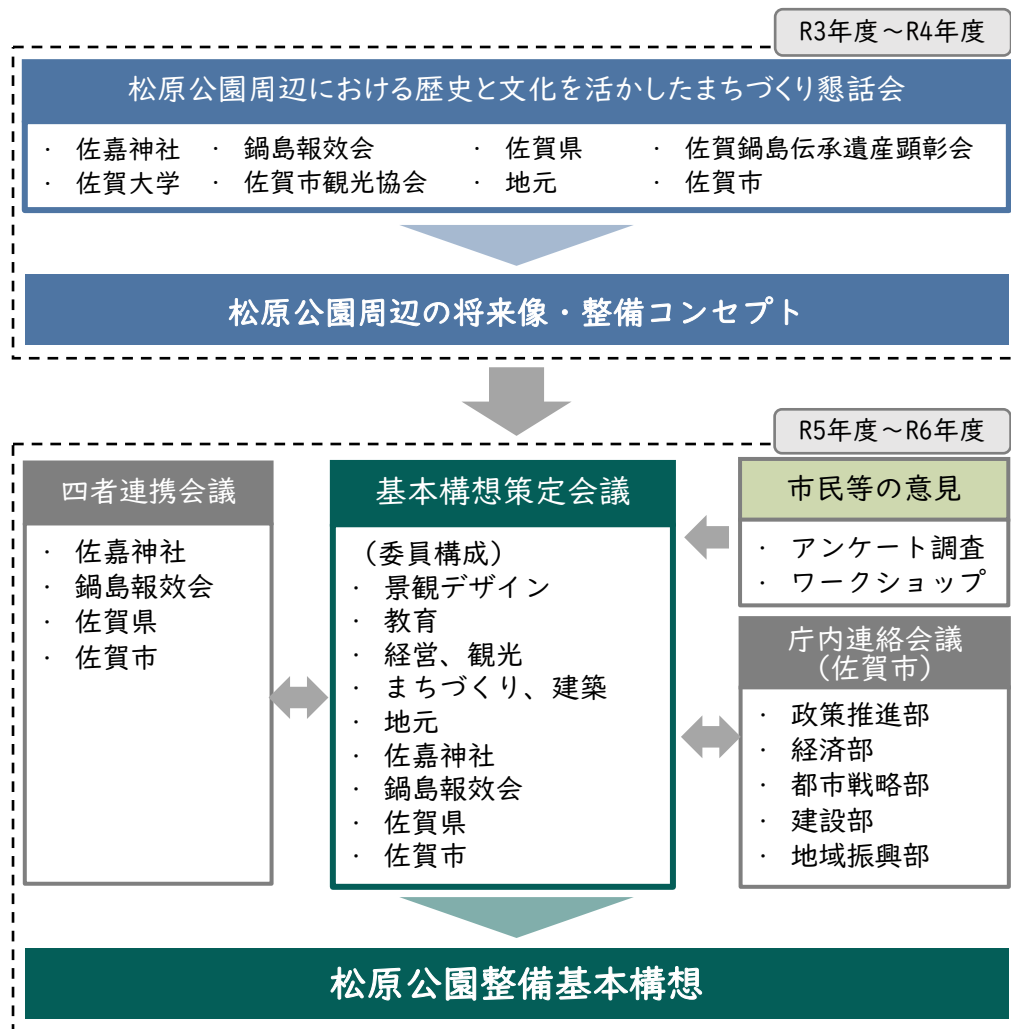 R3年度~R4年度
松原公園周辺における歴史と文化を活かしたまちづくり懇話会
・ 佐嘉神社 ・ 鍋島報效会 ・ 佐賀県 ・ 佐賀鍋島伝承遺産顕彰会
・ 佐賀大学 ・ 佐賀市観光協会 ・ 地元 ・ 佐賀市
松原公園周辺の将来像・整備コンセプト
R5年度~R6年度
四者連携会議
・ 佐嘉神社
・ 鍋島報效会
・ 佐賀県
・ 佐賀市
基本構想策定会議
（委員構成）
・ 景観デザイン
・ 教育
・ 経営、観光
・ まちづくり、建築
・ 地元
・ 佐嘉神社
・ 鍋島報效会
・ 佐賀県
・ 佐賀市
市民等の意見
・ アンケート調査
・ ワークショップ
庁内連絡会議
（佐賀市）
・ 政策推進部
・ 経済部
・ 都市戦略部
・ 建設部
・ 地域振興部
松原公園整備基本構想